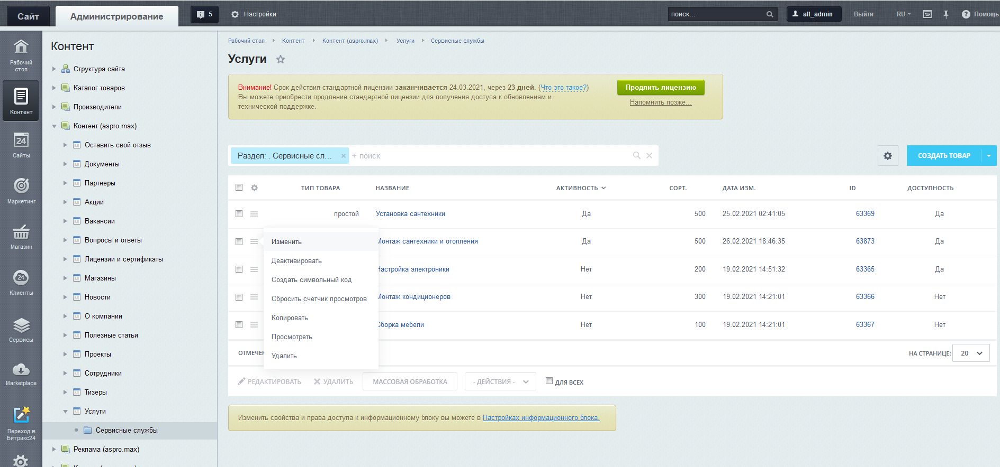 Сайт
Администрирование
5
Настройки
поиск...
alt_admin
Выйти
RU
Помощь
Рабочий стол
Контент
24
Сайты
Маркетинг
Магазин
24
Клиенты
Сервисы
Marketplace
Переход в
Битрикс24
Контент
Структура сайта
Каталог товаров
Производители
Контент (aspro.max)
Оставить свой отзыв
Документы
Партнеры
Акции
Вакансии
Вопросы и ответы
Лицензии и сертификаты
Магазины
Новости
О компании
Полезные статьи
Проекты
Сотрудники
Тизеры
Услуги
Сервисные службы
Реклама (aspro.max)
Рабочий стол Контент Контент (aspro.max) Услуги Сервисные службы
Услуги
Внимание! Срок действия стандартной лицензии заканчивается 24.03.2021, через 23 дней. (Что это такое?)
Вы можете приобрести продление стандартной лицензии для получения доступа к обновлениям и
технической поддержке.
Продлить лицензию
Напомнить позже...
Раздел: . Сервисные сл... × + поиск
СОЗДАТЬ ТОВАР
ТИП ТОВАРА НАЗВАНИЕ АКТИВНОСТЬ СОРТ. ДАТА ИЗМ. ID ДОСТУПНОСТЬ
простой Установка сантехники Да 500 25.02.2021 02:41:05 63369 Да
Монтаж сантехники и отопления Да 500 26.02.2021 18:46:35 63873 Да
Настройка электроники Нет 200 19.02.2021 14:51:32 63365 Да
Монтаж кондиционеров Нет 300 19.02.2021 14:21:01 63366 Нет
Сборка мебели Нет 100 19.02.2021 14:21:01 63367 Нет
Изменить
Деактивировать
Создать символьный код
Сбросить счетчик просмотров
Копировать
Просмотреть
Удалить
ОТМЕЧЕН
НА СТРАНИЦЕ: 20
РЕДАКТИРОВАТЬ УДАЛИТЬ МАССОВАЯ ОБРАБОТКА - ДЕЙСТВИЯ - ДЛЯ ВСЕХ
Изменить свойства и права доступа к информационному блоку вы можете в Настройках информационного блока.